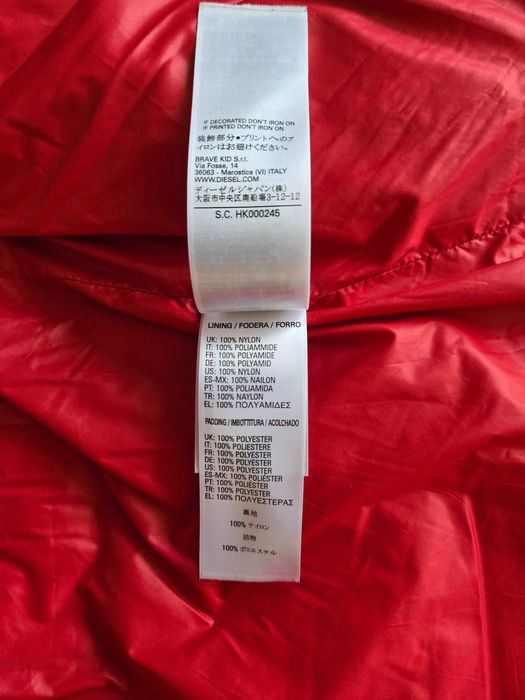 IF DECORATED DON'T IRON ON
IF PRINTED DON'T IRON ON
装飾部分・プリントへのア
イロンはお避けください。
BRAVE KID S.r.l.
Via Fosse, 14
36063 - Marostica (VI) ITALY
WWW.DIESEL.COM
ディーゼルジャパン(株)
大阪市中央区南船場3-12-12
S.C. HK000245
LINING / FODERA / FORRO
UK: 100% NYLON
IT: 100% POLIAMMIDE
FR: 100% POLYAMIDE
DE: 100% POLYAMID
US: 100% NYLON
ES-MX: 100% NAILON
PT: 100% POLIAMIDA
TR: 100% NAYLON
EL: 100% ΠΟΛΥΑΜΙΔΕΣ
PADDING / IMBOTTITURA / ACOLCHADO
UK: 100% POLYESTER
IT: 100% POLIESTERE
FR: 100% POLYESTER
DE: 100% POLYESTER
US: 100% POLYESTER
ES-MX: 100% POLIÉSTER
PT: 100% POLIÉSTER
TR: 100% POLYESTER
EL: 100% ΠΟΛΥΕΣΤΕΡΑΣ
裏地
100% ナイロン
詰物
100% ポリエステル